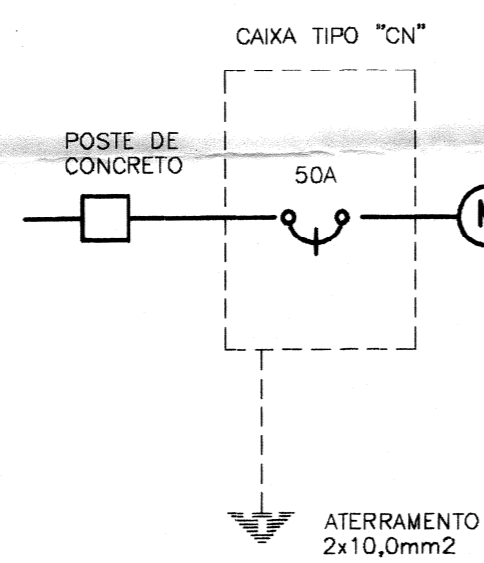 CAIXA TIPO "CN"
POSTE DE
CONCRETO
50A
ATERRAMENTO
2x10,0mm2